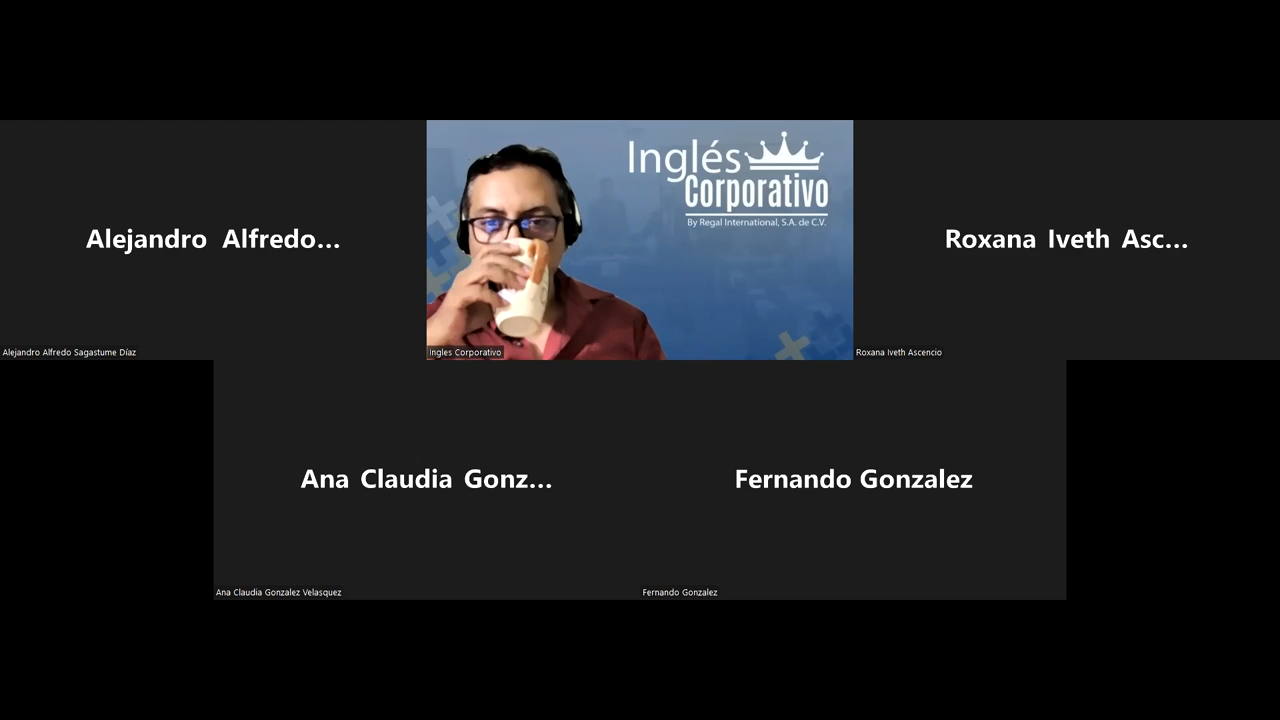 Alejandro Alfredo...
Alejandro Alfredo Sagastume Díaz
Inglés
Corporativo
By Regal International, S.A. de C.V.
Ingles Corporativo
Roxana Iveth Asc...
Roxana Iveth Ascencio
Ana Claudia Gonz...
Ana Claudia Gonzalez Velasquez
Fernando Gonzalez
Fernando Gonzalez